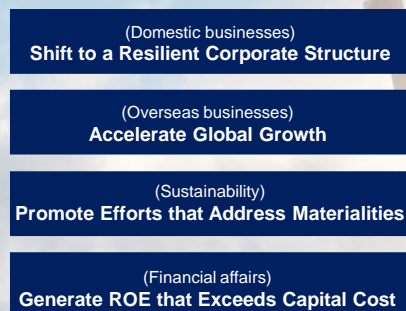 (Domestic businesses)
Shift to a Resilient Corporate Structure
(Overseas businesses)
Accelerate Global Growth
(Sustainability)
Promote Efforts that Address Materialities
(Financial affairs)
Generate ROE that Exceeds Capital Cost